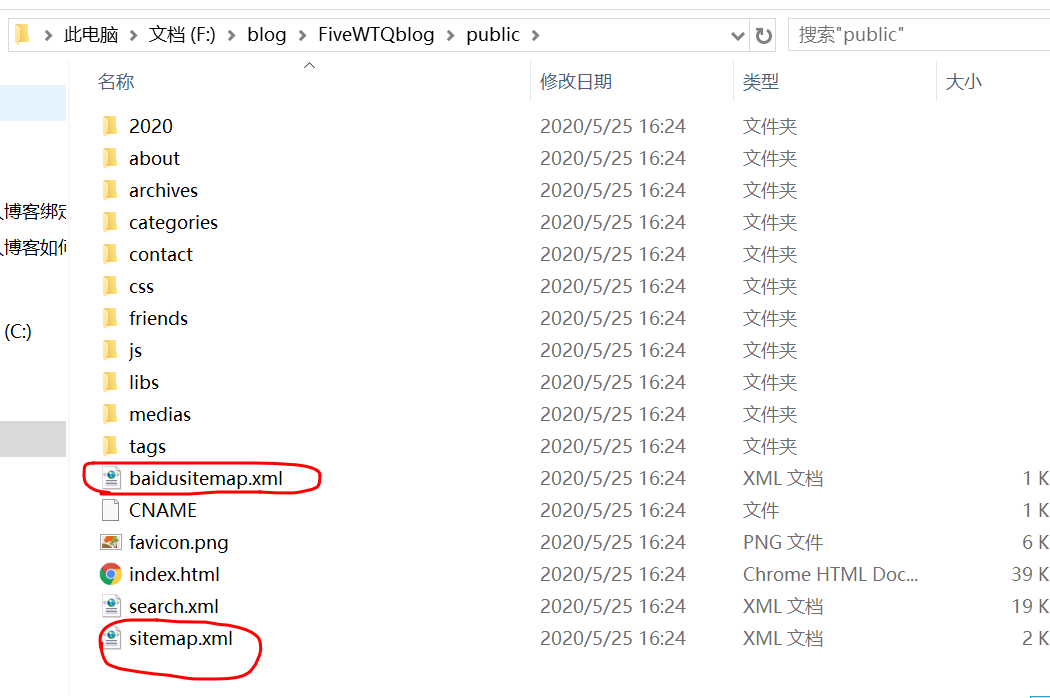 此电脑 文档 (F:) blog FiveWTQblog public 搜索"public"
名称 修改日期 类型 大小
2020 2020/5/25 16:24 文件夹
about 2020/5/25 16:24 文件夹
archives 2020/5/25 16:24 文件夹
博客绑定
categories 2020/5/25 16:24 文件夹
博客如何
contact 2020/5/25 16:24 文件夹
css 2020/5/25 16:24 文件夹
friends 2020/5/25 16:24 文件夹
(C:)
js 2020/5/25 16:24 文件夹
libs 2020/5/25 16:24 文件夹
medias 2020/5/25 16:24 文件夹
tags 2020/5/25 16:24 文件夹
baidusitemap.xml 2020/5/25 16:24 XML 文档 1 K
CNAME 2020/5/25 16:24 文件 1 K
favicon.png 2020/5/25 16:24 PNG 文件 6 K
index.html 2020/5/25 16:24 Chrome HTML Doc... 39 K
search.xml 2020/5/25 16:24 XML 文档 19 K
sitemap.xml 2020/5/25 16:24 XML 文档 2 K